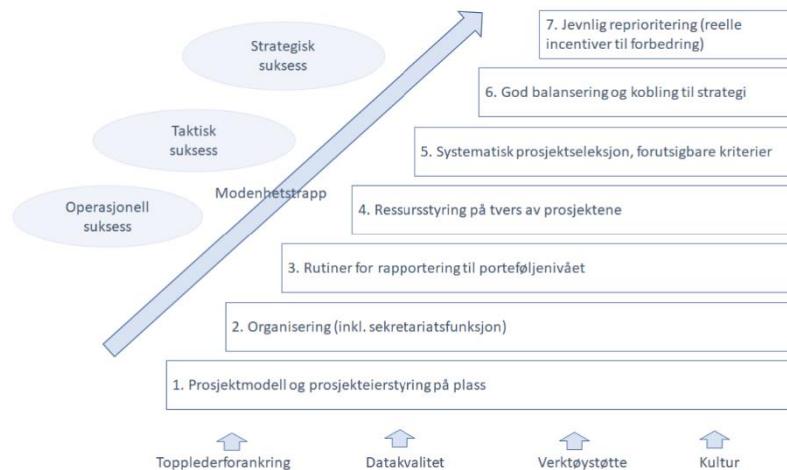 Strategisk
suksess
Taktisk
suksess
Operasjonell
suksess
Modenhetstrapp
7. Jevnlig reprioritering (reelle
incentiver til forbedring)
6. God balansering og kobling til strategi
5. Systematisk prosjektseleksjon, forutsigbare kriterier
4. Ressursstyring på tvers av prosjektene
3. Rutiner for rapportering til porteføljenivået
2. Organisering (inkl. sekretariatsfunksjon)
1. Prosjektmodell og prosjekteierstyring på plass
Topplederforankring
Datakvalitet
Verktøystøtte
Kultur